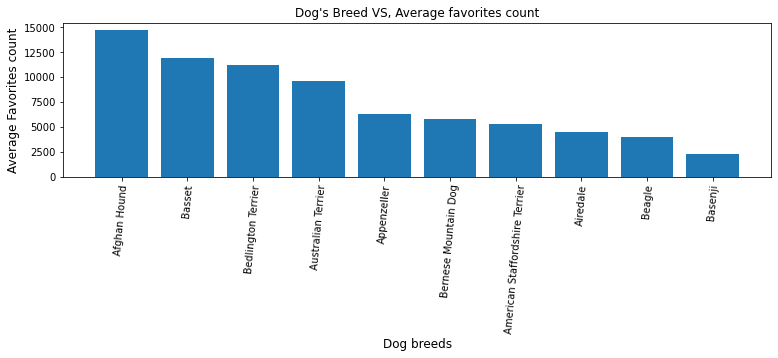 Dog's Breed VS, Average favorites count
Average Favorites count
15000
12500
10000
7500
5000
2500
0
Afghan Hound
Basset
Bedlington Terrier
Australian Terrier
Appenzeller
Bernese Mountain Dog
American Staffordshire Terrier
Airedale
Beagle
Basenji
Dog breeds